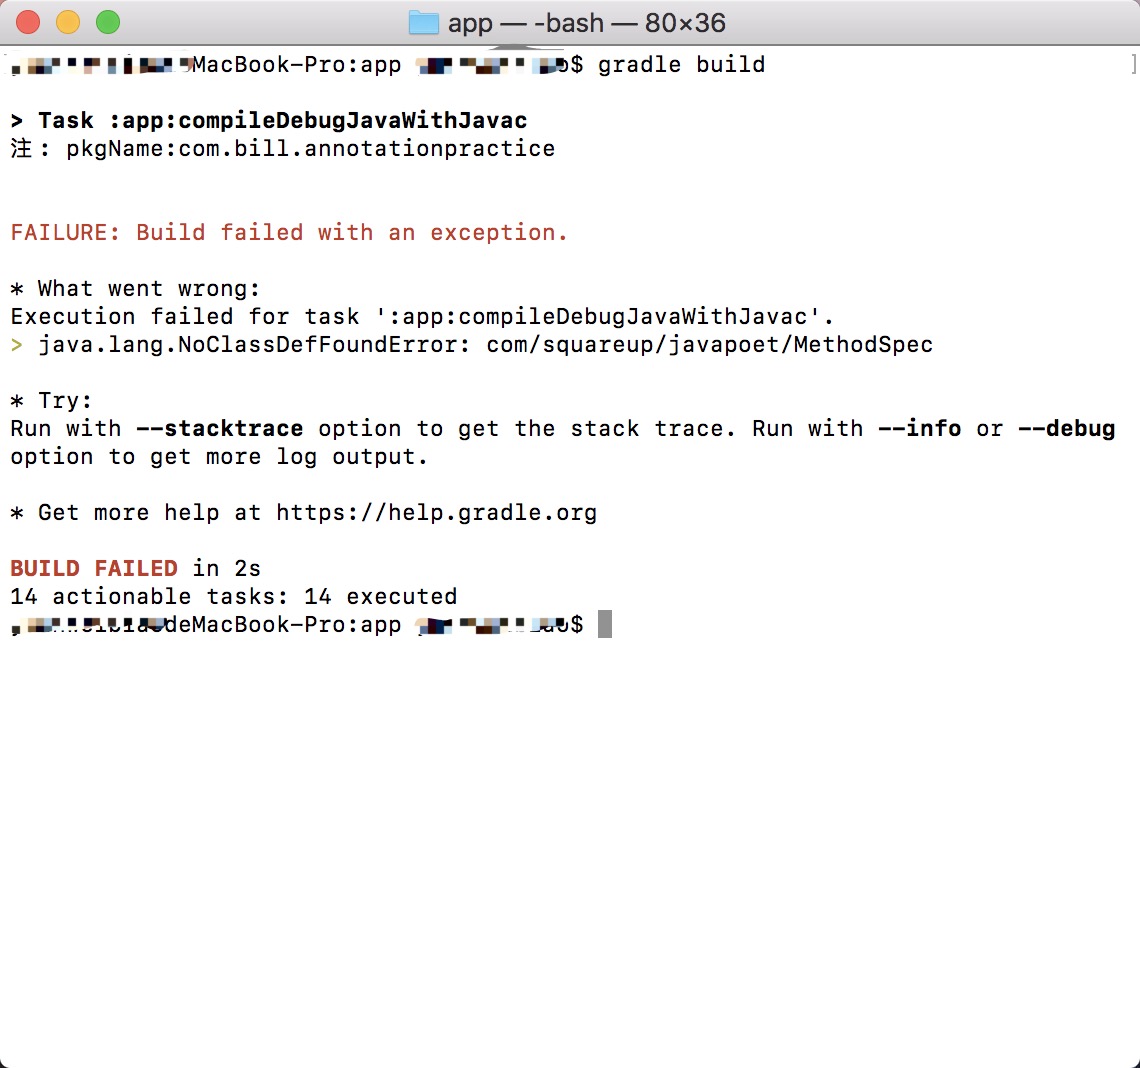 app — -bash — 80×36
MacBook-Pro:app $ gradle build
> Task :app:compileDebugJavaWithJavac
注: pkgName:com.bill.annotationpractice
FAILURE: Build failed with an exception.
* What went wrong:
Execution failed for task ':app:compileDebugJavaWithJavac'.
> java.lang.NoClassDefFoundError: com/squareup/javapoet/MethodSpec
* Try:
Run with --stacktrace option to get the stack trace. Run with --info or --debug
option to get more log output.
* Get more help at https://help.gradle.org
BUILD FAILED in 2s
14 actionable tasks: 14 executed
deMacBook-Pro:app $